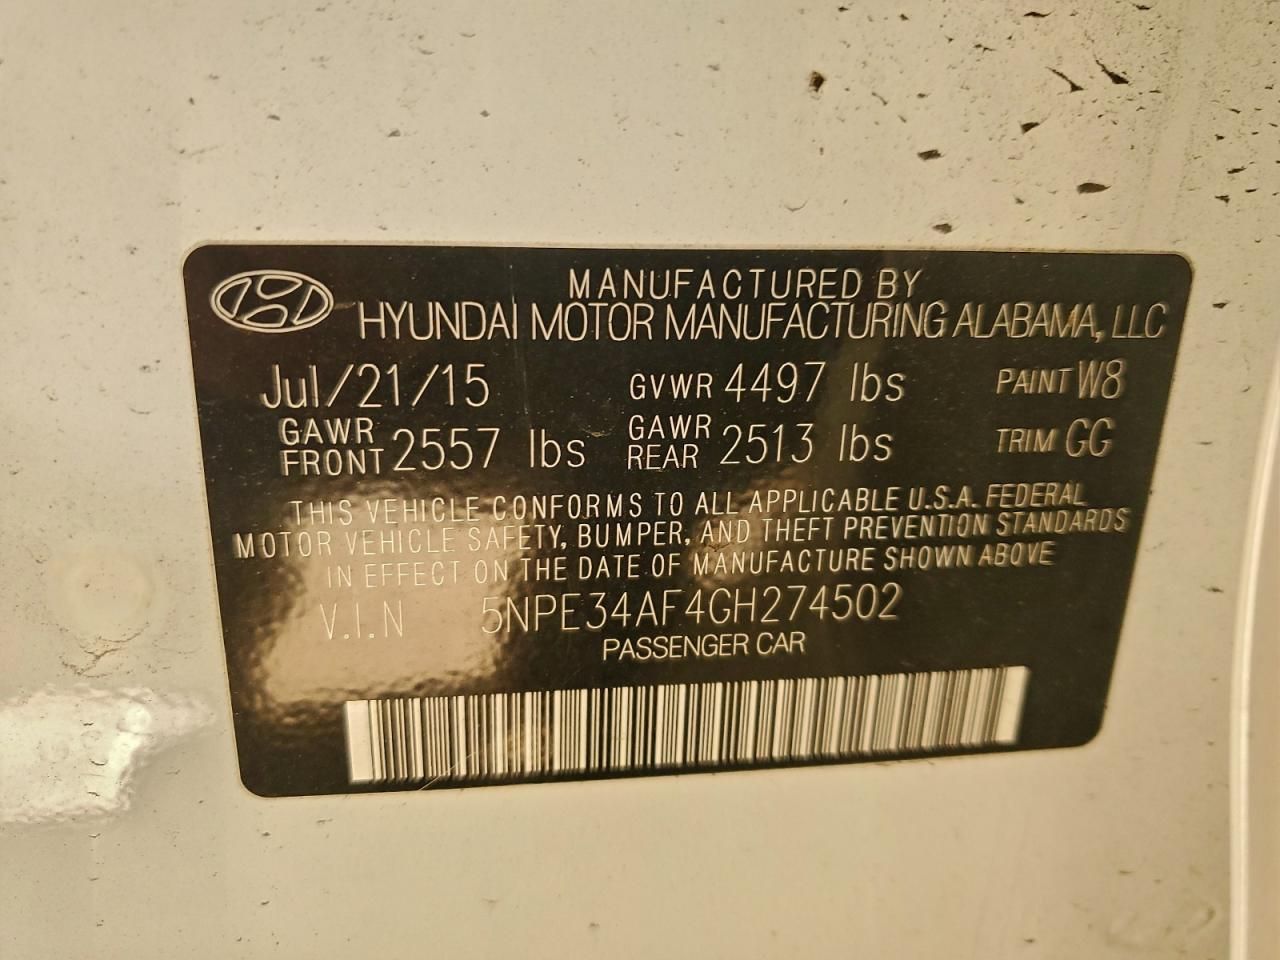 MANUFACTURED BY
HYUNDAI MOTOR MANUFACTURING ALABAMA, LLC
Jul/21/15 GVWR 4497 lbs PAINT W8
GAWR FRONT 2557 lbs GAWR REAR 2513 lbs TRIM GG
THIS VEHICLE CONFORMS TO ALL APPLICABLE U.S.A. FEDERAL
MOTOR VEHICLE SAFETY, BUMPER, AND THEFT PREVENTION STANDARDS
IN EFFECT ON THE DATE OF MANUFACTURE SHOWN ABOVE
V.I.N 5NPE34AF4GH274502
PASSENGER CAR